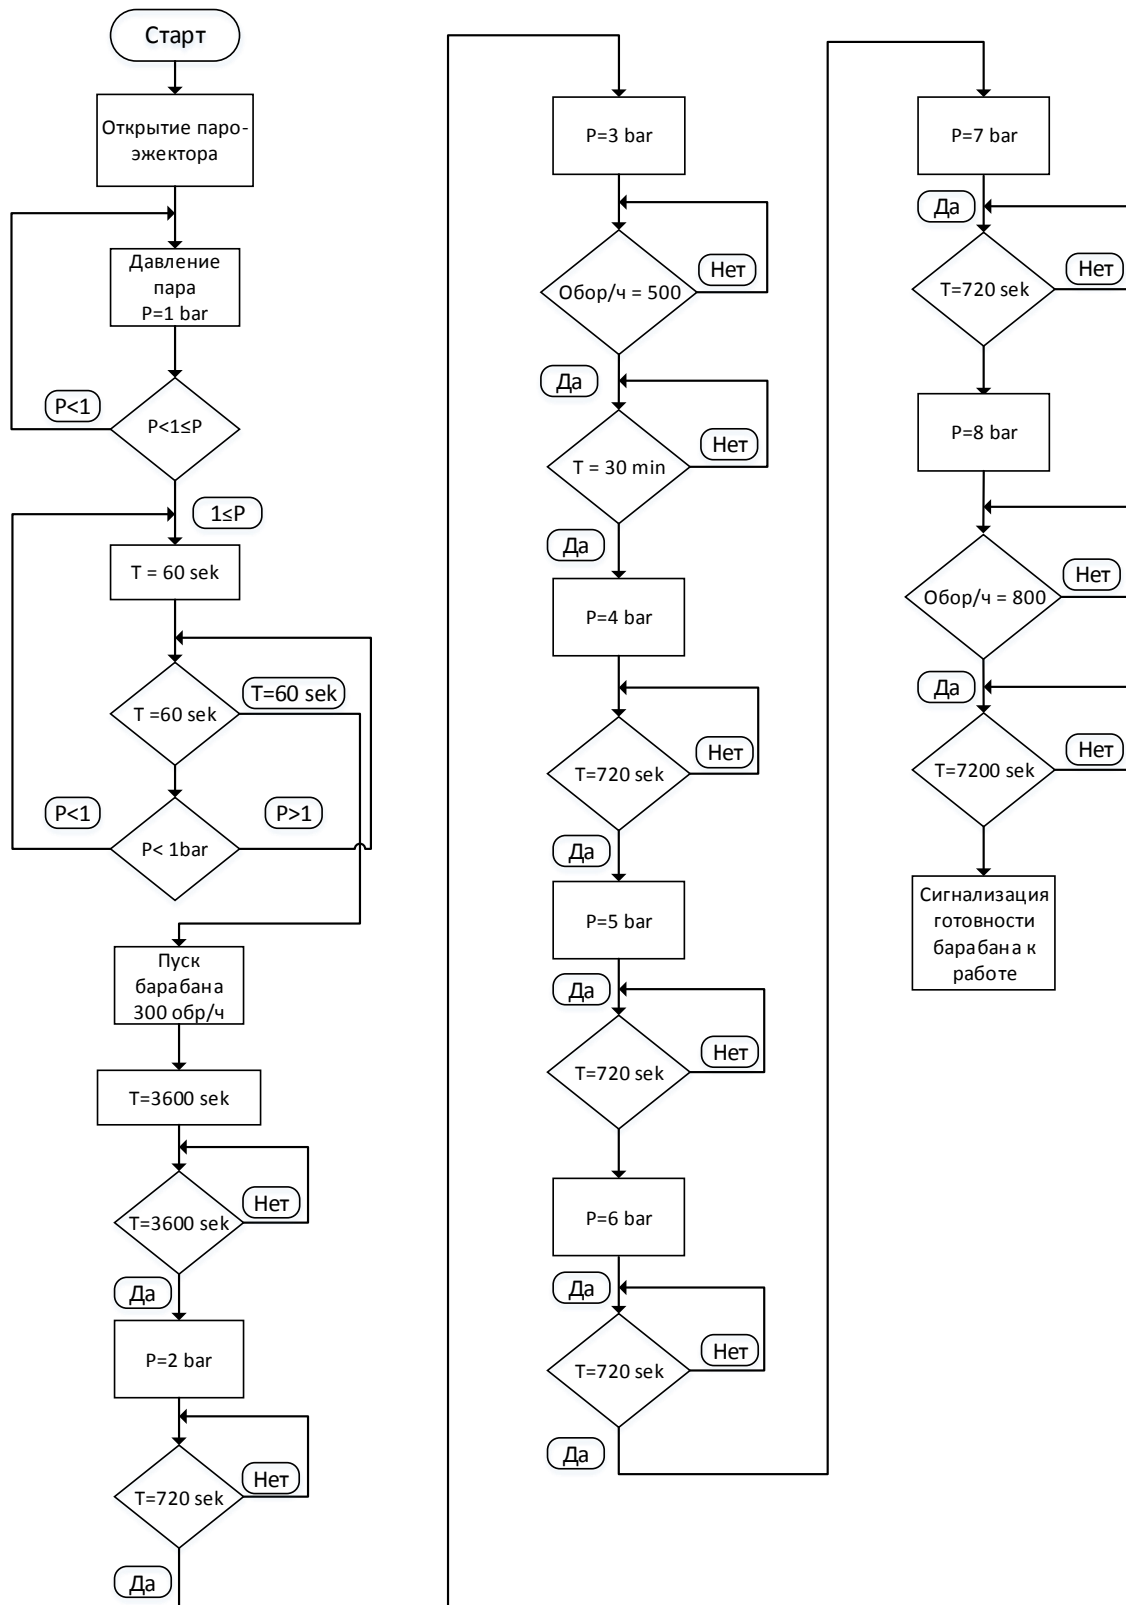 Старт
Открытие паро-
эжектора
Давление
пара
P=1 bar
P<1
P<1≤P
1≤P
T = 60 sek
T =60 sek
T=60 sek
P<1
P>1
P< 1bar
Пуск
барабана
300 обр/ч
T=3600 sek
T=3600 sek
Нет
Да
P=2 bar
T=720 sek
Нет
Да
P=3 bar
Обор/ч = 500
Нет
Да
T = 30 min
Нет
Да
P=4 bar
T=720 sek
Нет
Да
P=5 bar
Да
T=720 sek
Нет
P=6 bar
Да
T=720 sek
Нет
Да
P=7 bar
Да
T=720 sek
Нет
P=8 bar
Обор/ч = 800
Нет
Да
T=7200 sek
Нет
Сигнализация
готовности
барабана к
работе